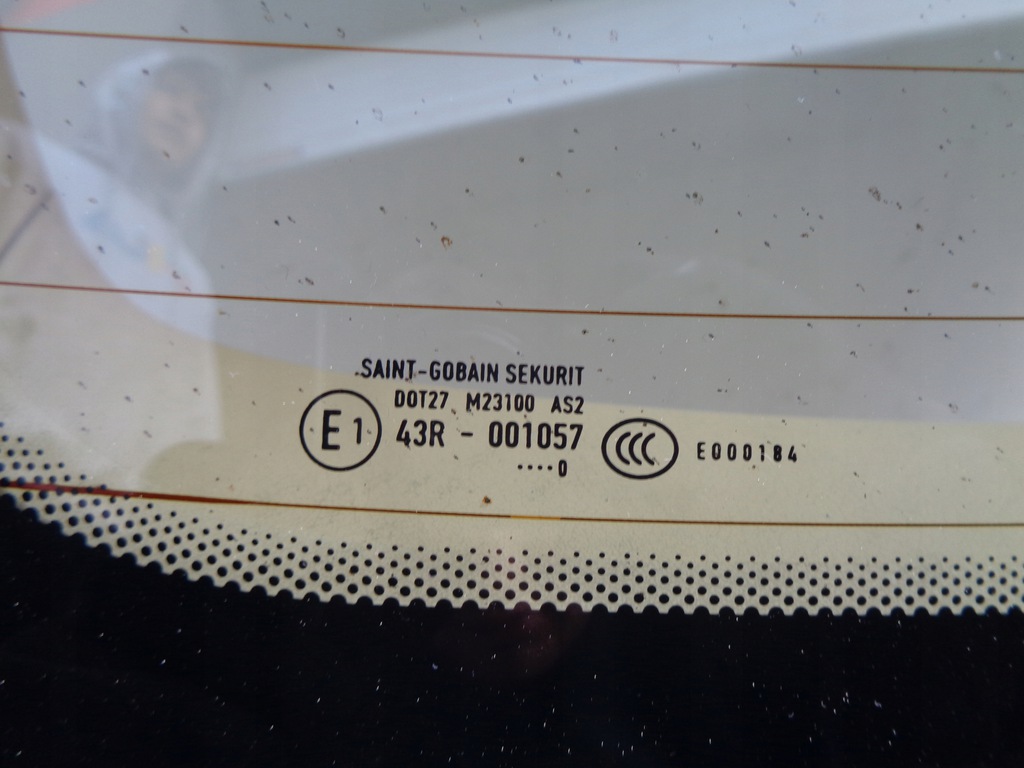 .SAINT-GOBAIN SEKURIT
DOT27 M23100 AS2
E1 43R - 001057 CCC E000184
....0